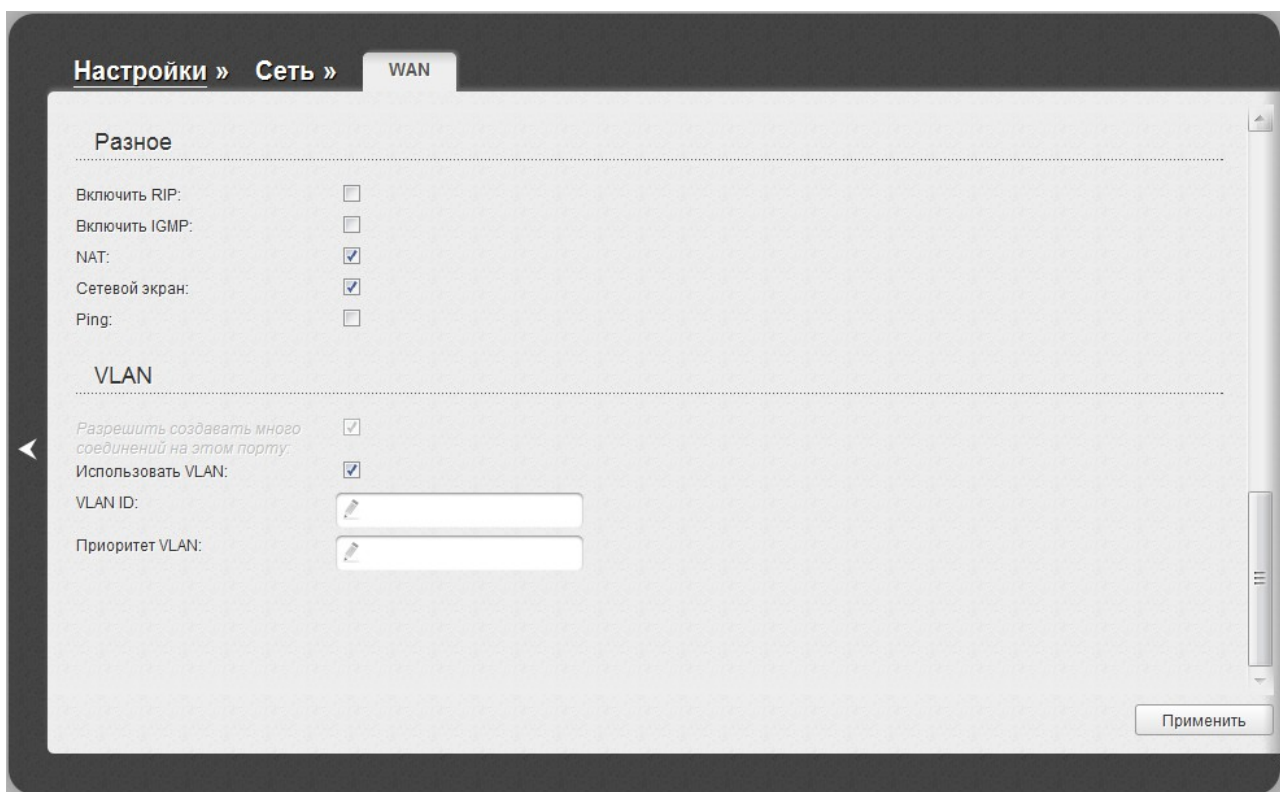 Настройки » Сеть » WAN
Разное
Включить RIP:
Включить IGMP:
NAT:
Сетевой экран:
Ping:
VLAN
Разрешить создавать много
соединений на этом порту:
Использовать VLAN:
VLAN ID:
Приоритет VLAN:
Применить